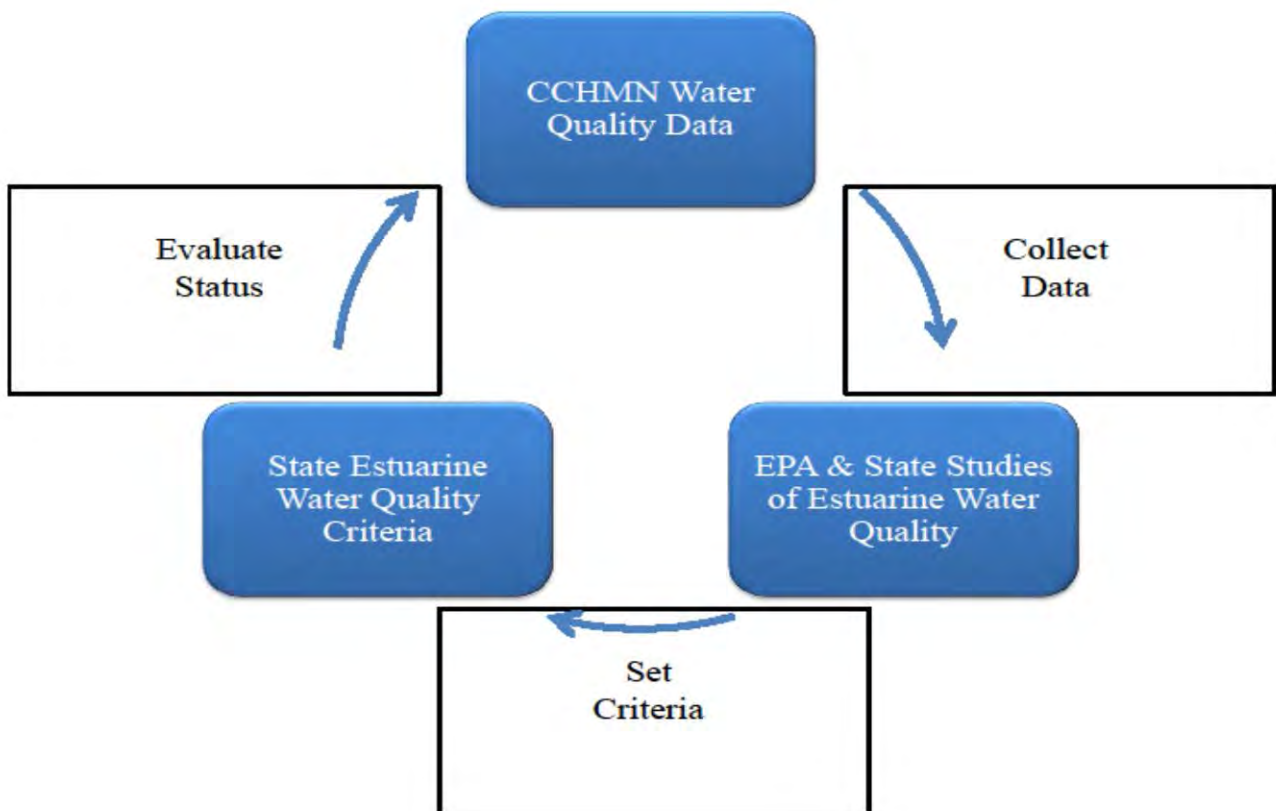 CCHMN Water
Quality Data
Evaluate
Status
Collect
Data
State Estuarine
Water Quality
Criteria
EPA & State Studies
of Estuarine Water
Quality
Set
Criteria